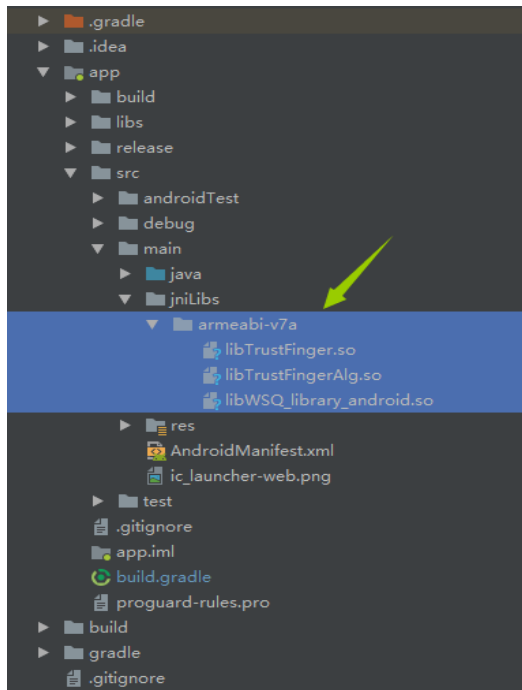 .gradle
.idea
app
build
libs
release
src
androidTest
debug
main
java
jniLibs
armeabi-v7a
libTrustFinger.so
libTrustFingerAlg.so
libWSQ_library_android.so
res
AndroidManifest.xml
ic_launcher-web.png
test
.gitignore
app.iml
build.gradle
proguard-rules.pro
build
gradle
.gitignore